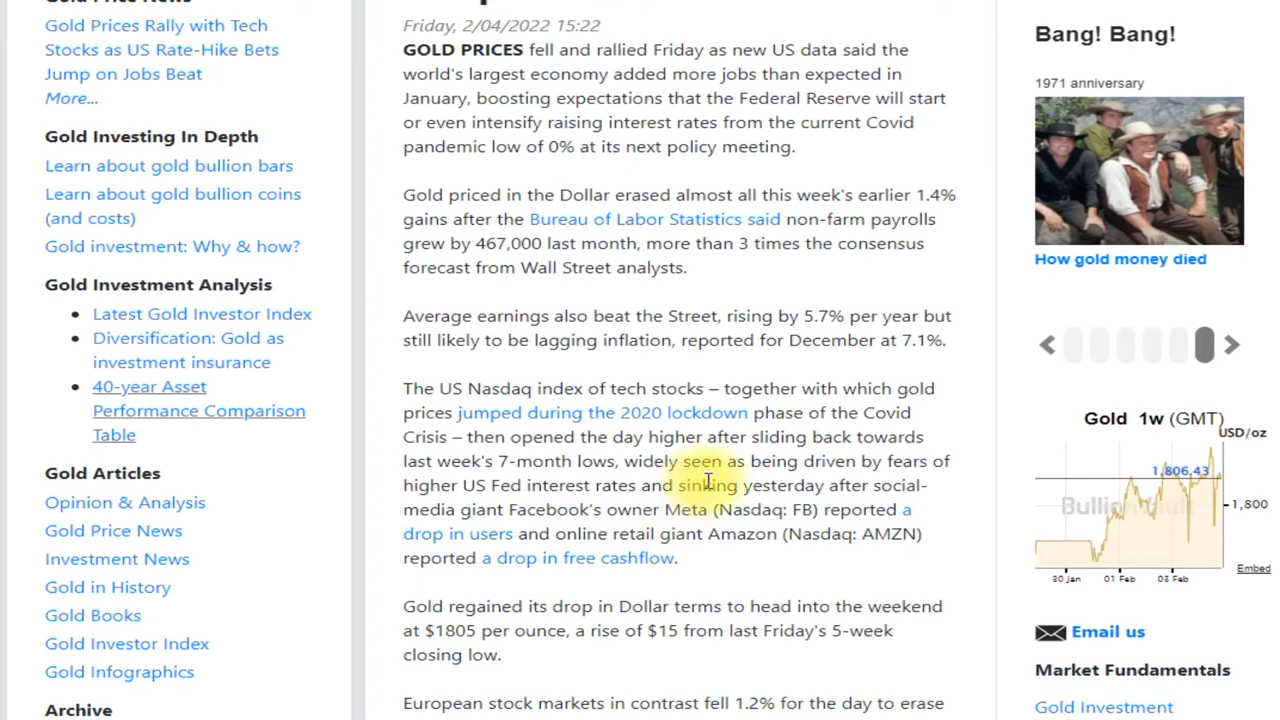 Gold Prices Rally with Tech
Stocks as US Rate-Hike Bets
Jump on Jobs Beat
More...
Gold Investing In Depth
Learn about gold bullion bars
Learn about gold bullion coins
(and costs)
Gold investment: Why & how?
Gold Investment Analysis
Latest Gold Investor Index
Diversification: Gold as
investment insurance
40-year Asset
Performance Comparison
Table
Gold Articles
Opinion & Analysis
Gold Price News
Investment News
Gold in History
Gold Books
Gold Investor Index
Gold Infographics
Archive
Friday, 2/04/2022 15:22
GOLD PRICES fell and rallied Friday as new US data said the
world's largest economy added more jobs than expected in
January, boosting expectations that the Federal Reserve will start
or even intensify raising interest rates from the current Covid
pandemic low of 0% at its next policy meeting.
Gold priced in the Dollar erased almost all this week's earlier 1.4%
gains after the Bureau of Labor Statistics said non-farm payrolls
grew by 467,000 last month, more than 3 times the consensus
forecast from Wall Street analysts.
Average earnings also beat the Street, rising by 5.7% per year but
still likely to be lagging inflation, reported for December at 7.1%.
The US Nasdaq index of tech stocks – together with which gold
prices jumped during the 2020 lockdown phase of the Covid
Crisis – then opened the day higher after sliding back towards
last week's 7-month lows, widely seen as being driven by fears of
higher US Fed interest rates and sinking yesterday after social-
media giant Facebook's owner Meta (Nasdaq: FB) reported a
drop in users and online retail giant Amazon (Nasdaq: AMZN)
reported a drop in free cashflow.
Gold regained its drop in Dollar terms to head into the weekend
at $1805 per ounce, a rise of $15 from last Friday's 5-week
closing low.
European stock markets in contrast fell 1.2% for the day to erase
Bang! Bang!
1971 anniversary
How gold money died
Gold 1w (GMT)
USD/oz
1,806.43
1,800
30 Jan 01 Feb 03 Feb
Embed
Email us
Market Fundamentals
Gold Investment